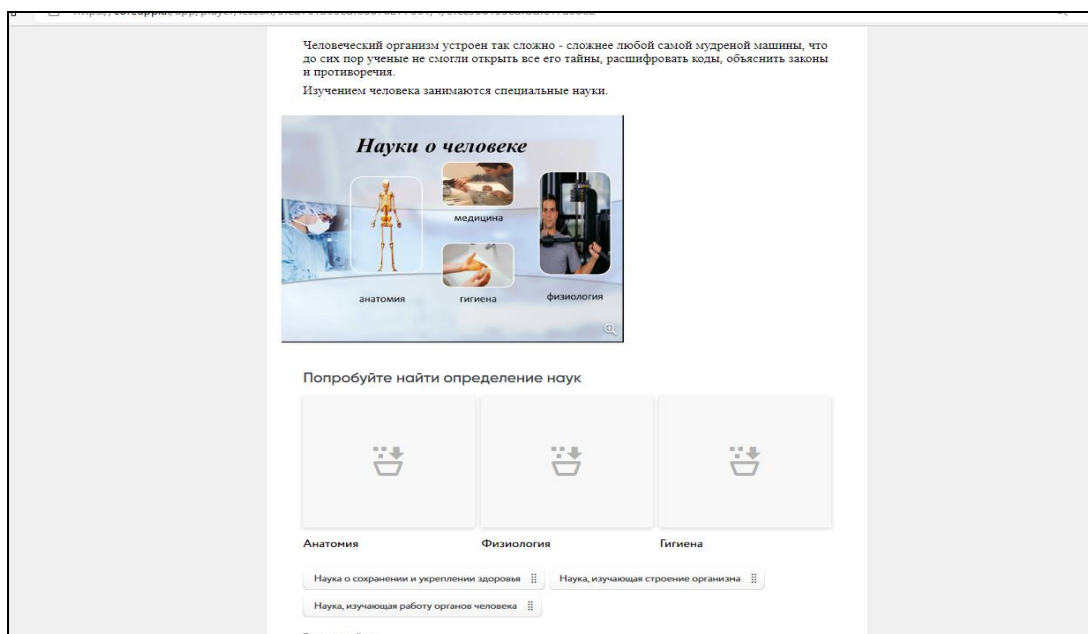 Человеческий организм устроен так сложно - сложнее любой самой мудреной машины, что
до сих пор ученые не смогли открыть все его тайны, расшифровать коды, объяснить законы
и противоречия.
Изучением человека занимаются специальные науки.
Науки о человеке
медицина
анатомия
гигиена
физиология
Попробуйте найти определение наук
Анатомия
Физиология
Гигиена
Наука о сохранении и укреплении здоровья
Наука, изучающая строение организма
Наука, изучающая работу органов человека